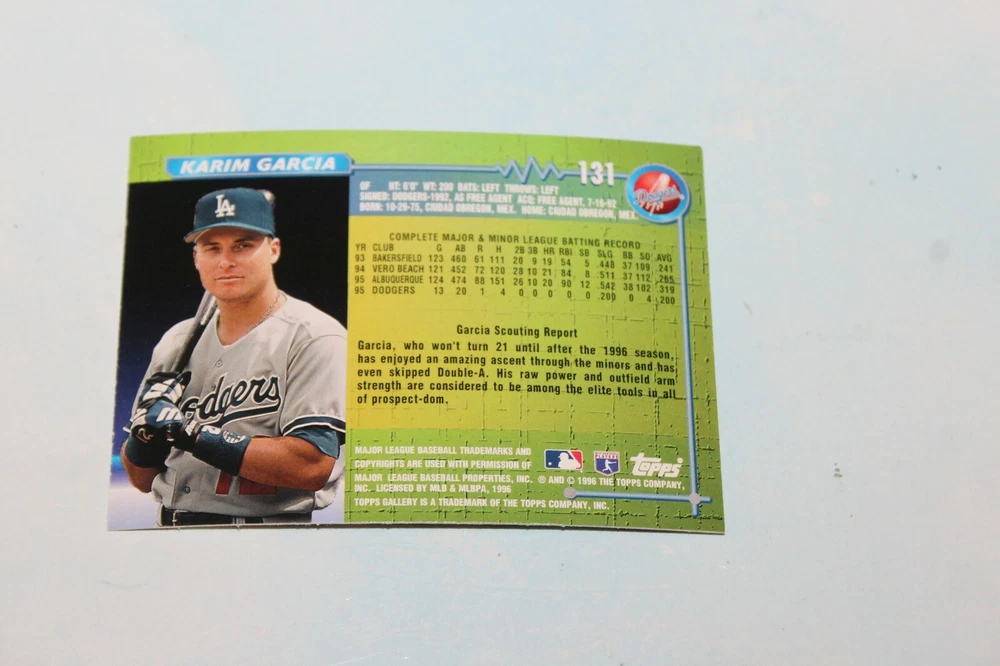 KARIM GARCIA
131
OF HT: 6'0" WT: 200 BATS: LEFT THROWS: LEFT
SIGNED: DODGERS-1992, AS FREE AGENT ACQ: FREE AGENT, 7-16-92
BORN: 10-29-75, CIUDAD OBREGON, MEX. HOME: CIUDAD OBREGON, MEX.
Dodgers
COMPLETE MAJOR & MINOR LEAGUE BATTING RECORD
YR CLUB G AB R H 2B 3B HR RBI SB SLG BB SO AVG
93 BAKERSFIELD 123 460 61 111 20 9 19 54 5 .448 37 109 .241
94 VERO BEACH 121 452 72 120 28 10 21 84 8 .511 37 112 .265
95 ALBUQUERQUE 124 474 88 151 26 10 20 90 12 .542 38 102 .319
95 DODGERS 13 20 1 4 0 0 0 0 0 .200 0 4 .200
Garcia Scouting Report
Garcia, who won't turn 21 until after the 1996 season,
has enjoyed an amazing ascent through the minors and has
even skipped Double-A. His raw power and outfield arm
strength are considered to be among the elite tools in all
of prospect-dom.
LA
Dodgers
MAJOR LEAGUE BASEBALL TRADEMARKS AND
COPYRIGHTS ARE USED WITH PERMISSION OF
MAJOR LEAGUE BASEBALL PROPERTIES, INC. ® AND © 1996 THE TOPPS COMPANY,
INC. LICENSED BY MLB & MLBPA, 1996
TOPPS GALLERY IS A TRADEMARK OF THE TOPPS COMPANY, INC.
PLAYERS
Topps